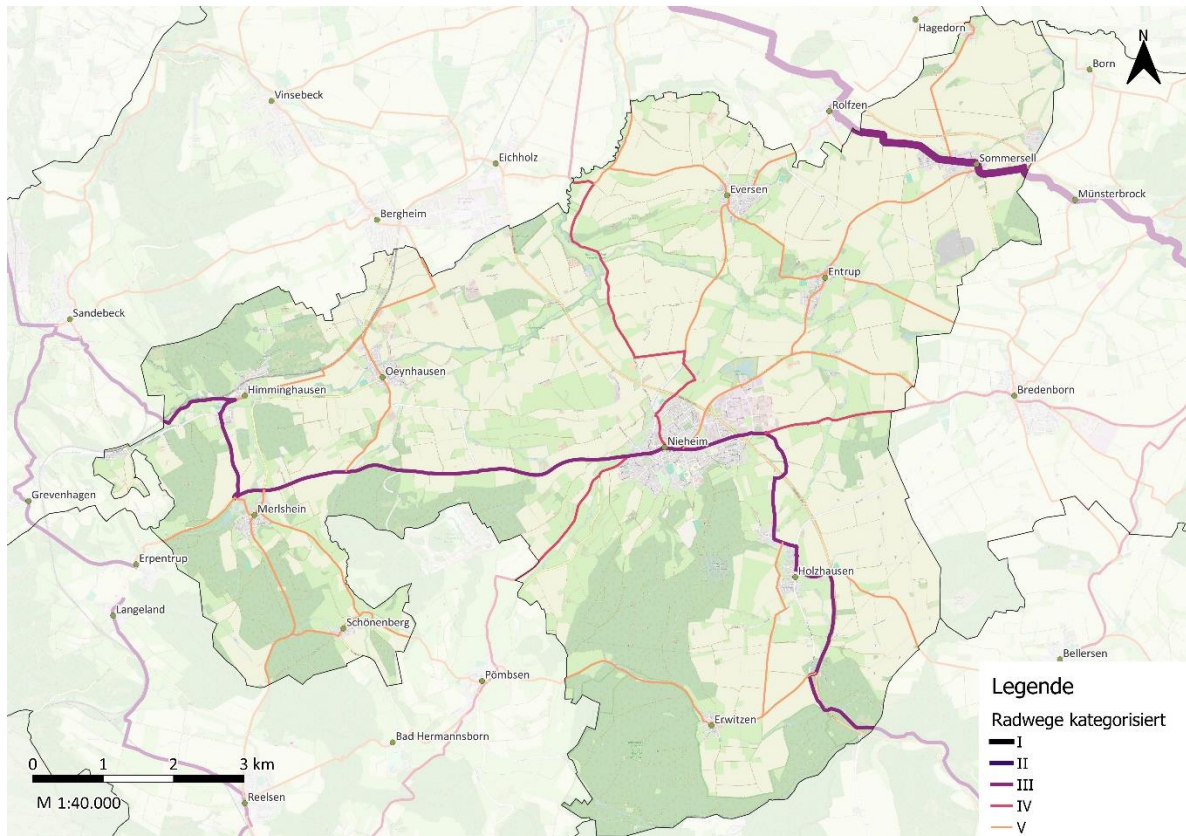 Hagedorn
N
Born
Vinsebeck
Rolfzen
Eichholz
Sommersell
Eversen
Münsterbrock
Bergheim
Entrup
Sandebeck
Oeynhausen
Himminghausen
Bredenborn
Nieheim
Grevenhagen
Merlshein
Erpentrup
Holzhausen
Langeland
Schönenberg
Bellersen
Pömbsen
Legende
Radwege kategorisiert
Erwitzen
Bad Hermannsborn
I
0 1 2 3 km
II
III
M 1:40.000
Reelsen
IV
V